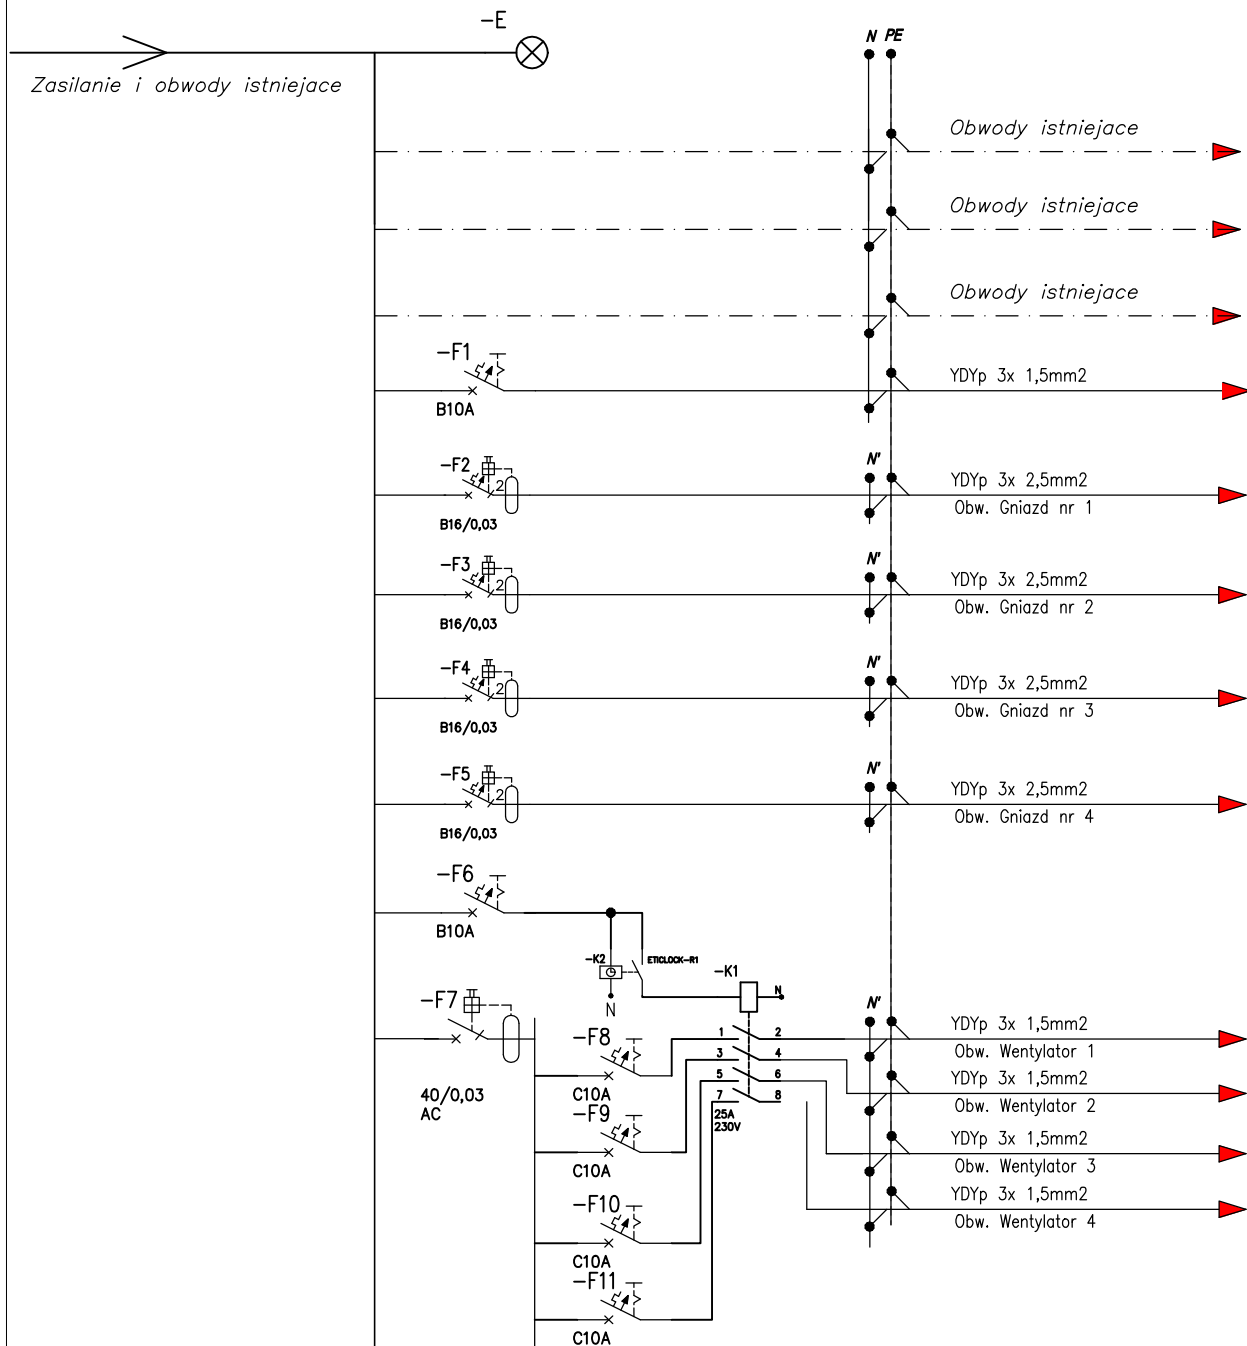 -E
N PE
Zasilanie i obwody istniejace
Obwody istniejace
Obwody istniejace
Obwody istniejace
-F1
B10A
YDYp 3x 1,5mm2
-F2
2
B16/0,03
N'
YDYp 3x 2,5mm2
Obw. Gniazd nr 1
-F3
2
B16/0,03
N'
YDYp 3x 2,5mm2
Obw. Gniazd nr 2
-F4
2
B16/0,03
N'
YDYp 3x 2,5mm2
Obw. Gniazd nr 3
-F5
2
B16/0,03
N'
YDYp 3x 2,5mm2
Obw. Gniazd nr 4
-F6
B10A
-K2
ETICLOCK-R1
N
-K1
N
-F7
40/0,03
AC
-F8
C10A
-F9
C10A
-F10
C10A
-F11
C10A
1 2
3 4
5 6
7 8
25A
230V
N'
YDYp 3x 1,5mm2
Obw. Wentylator 1
YDYp 3x 1,5mm2
Obw. Wentylator 2
YDYp 3x 1,5mm2
Obw. Wentylator 3
YDYp 3x 1,5mm2
Obw. Wentylator 4